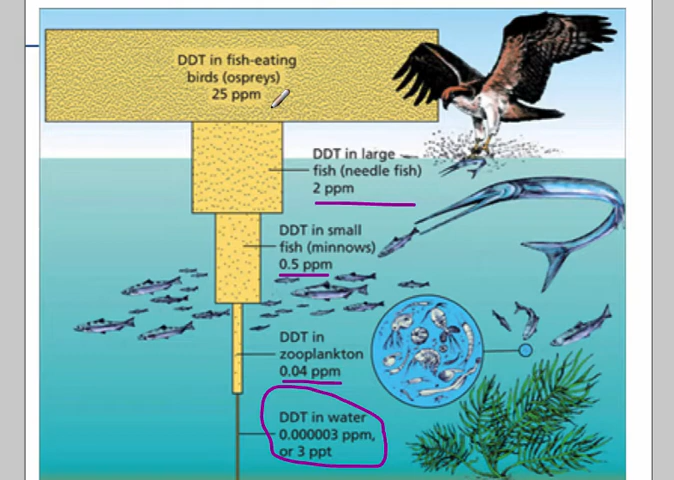 DDT in fish-eating
birds (ospreys)
25 ppm
DDT in large
fish (needle fish)
2 ppm
DDT in small
fish (minnows)
0.5 ppm
DDT in
zooplankton
0.04 ppm
DDT in water
0.000003 ppm,
or 3 ppt